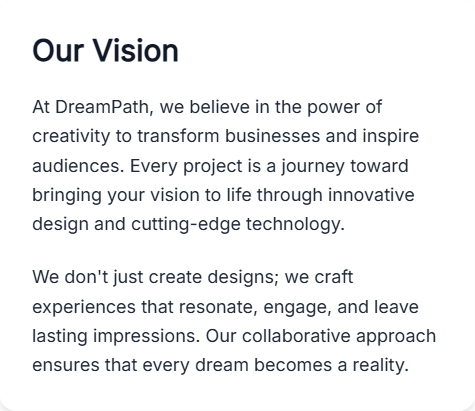 Our Vision
At DreamPath, we believe in the power of
creativity to transform businesses and inspire
audiences. Every project is a journey toward
bringing your vision to life through innovative
design and cutting-edge technology.
We don't just create designs; we craft
experiences that resonate, engage, and leave
lasting impressions. Our collaborative approach
ensures that every dream becomes a reality.